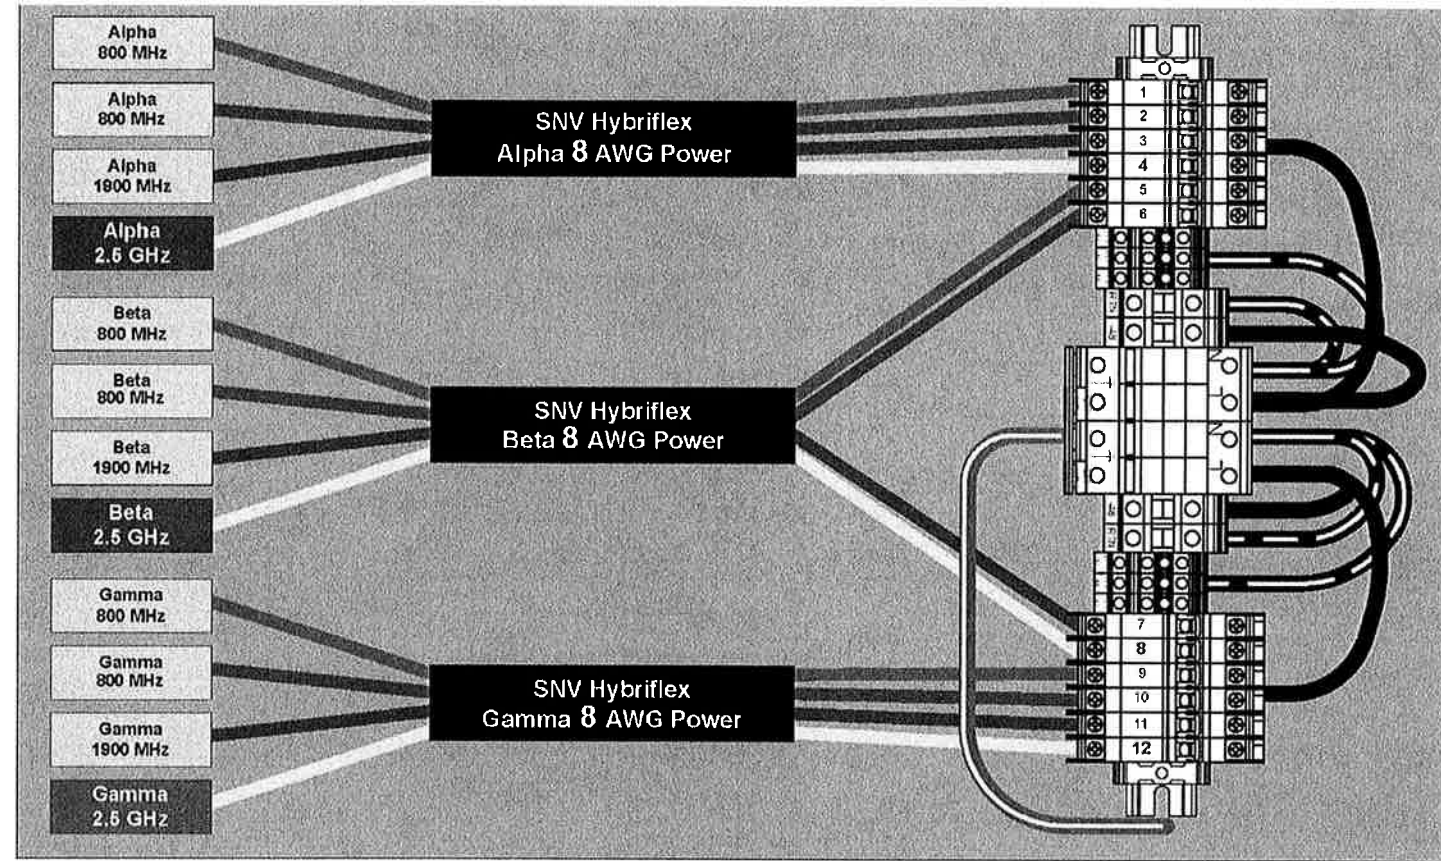 Alpha
800 MHz
Alpha
800 MHz
Alpha
1900 MHz
Alpha
2.5 GHz
SNV Hybriflex
Alpha 8 AWG Power
Beta
800 MHz
Beta
800 MHz
Beta
1900 MHz
Beta
2.5 GHz
SNV Hybriflex
Beta 8 AWG Power
Gamma
800 MHz
Gamma
800 MHz
Gamma
1900 MHz
Gamma
2.5 GHz
SNV Hybriflex
Gamma 8 AWG Power
1
2
3
4
5
6
N
L
N
L
7
8
9
10
11
12